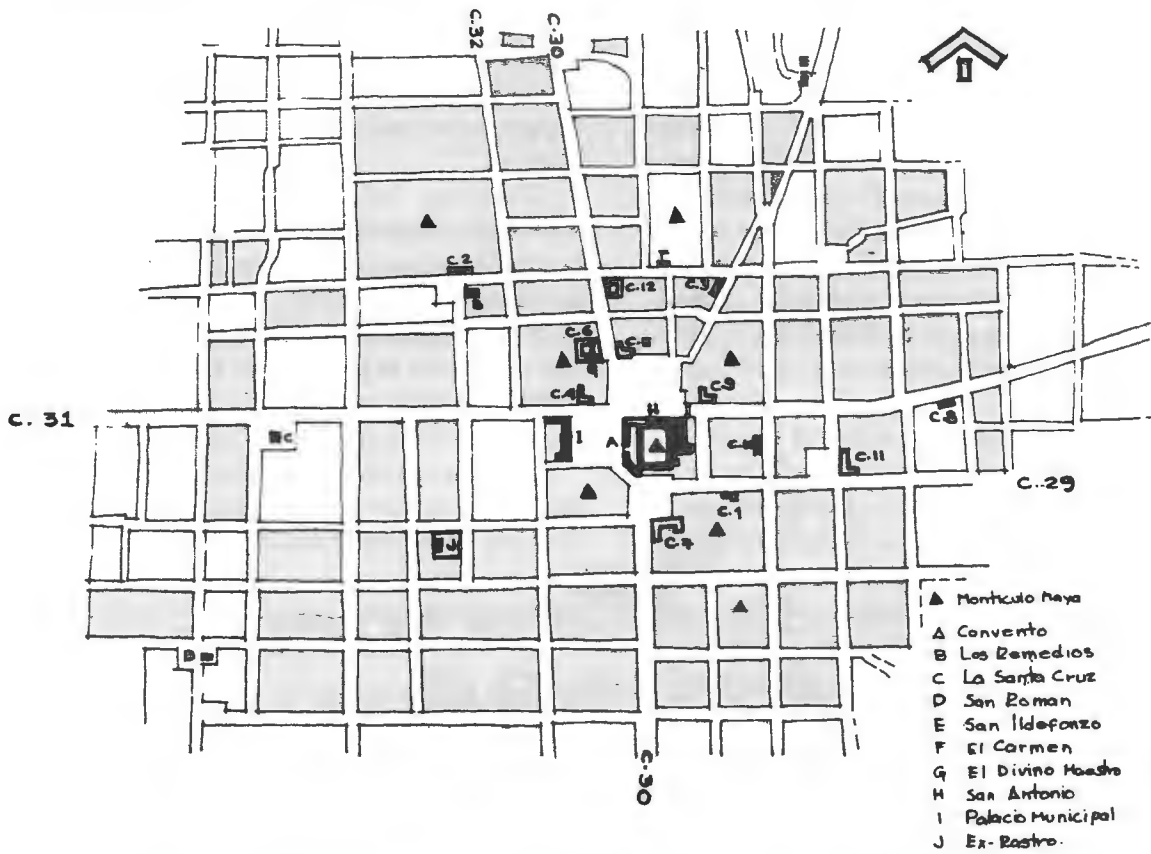 C.32
C.30
C.2
B
F
C.12
C.3
C.6
C.5
G
C.4
C.9
C. 31
C
I
A
H
C.8
C.11
C..29
C.1
C.7
J
D
C.30
Monticulo Maya
A Convento
B Los Remedios
C La Santa Cruz
D San Roman
E San Ildefonzo
F El Carmen
G El Divino Maestro
H San Antonio
I Palacio Municipal
J Ex-Rastro.